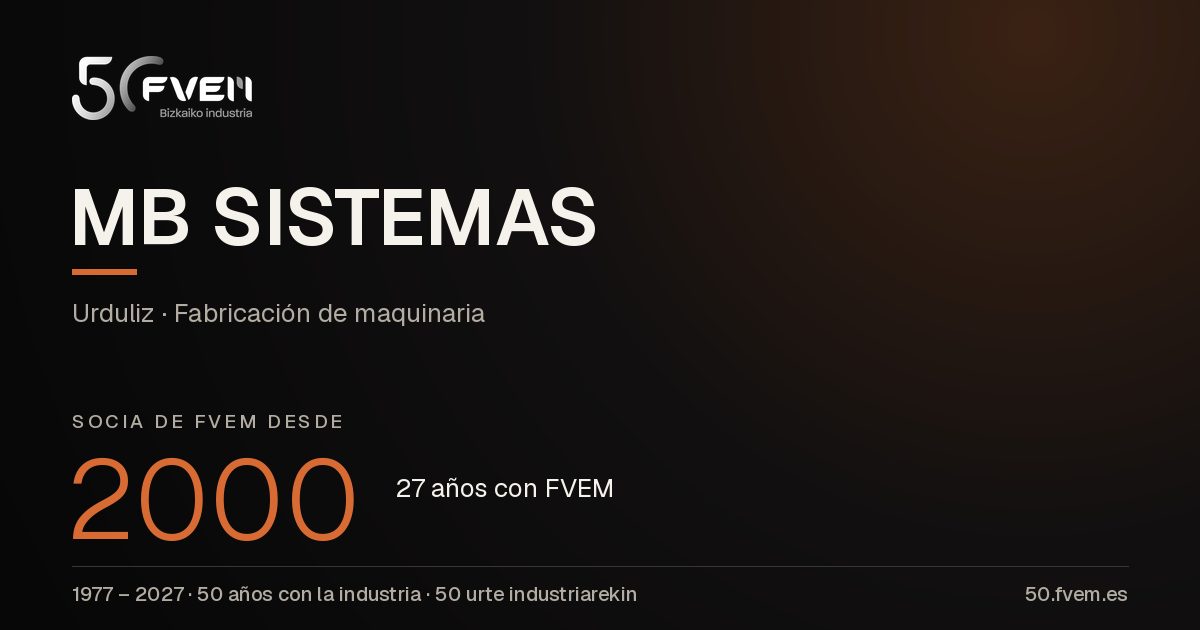 50 FVEM
Bizkaiko industria
MB SISTEMAS
Urduliz · Fabricación de maquinaria
SOCIA DE FVEM DESDE
2000
27 años con FVEM
1977 – 2027 · 50 años con la industria · 50 urte industriarekin
50.fvem.es